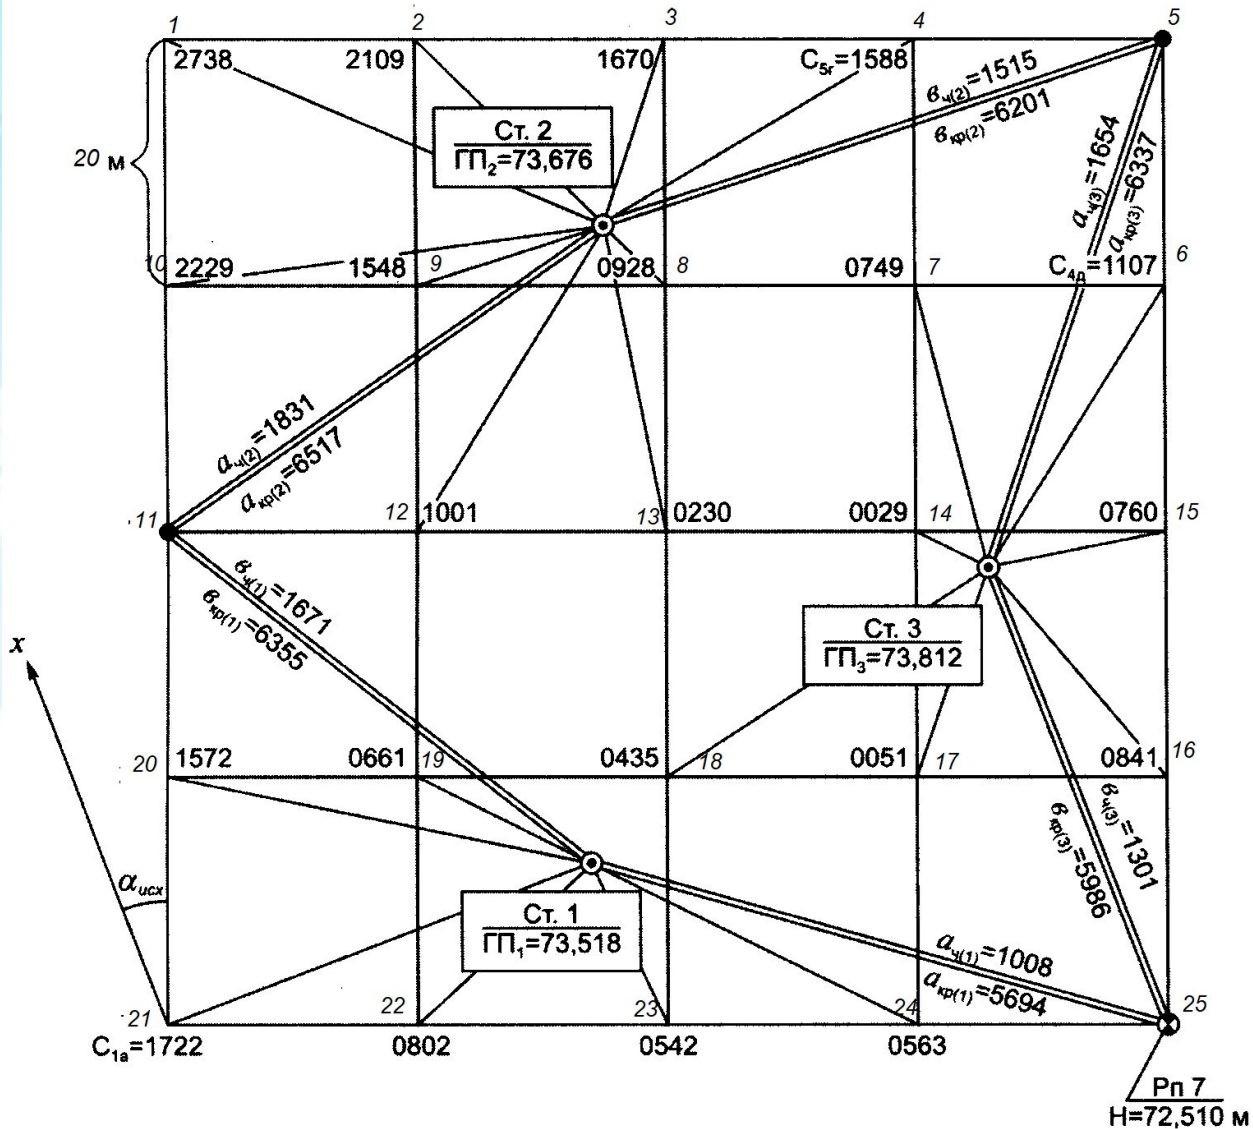 1 2 3 4 5
2738 2109 1670 C₅г=1588
вч(2)=1515
вкр(2)=6201
Ст. 2
ГП₂=73,676
20 м
aч(3)=1654
aкр(3)=6337
10 2229 1548 9 0928 8 0749 7 C₄д=1107 6
aч(2)=1831
aкр(2)=6517
11 12 1001 13 0230 0029 14 0760 15
вч(1)=1671
вкр(1)=6355
Ст. 3
ГП₃=73,812
x
20 1572 0661 19 0435 18 0051 17 0841 16
вч(3)=1301
вкр(3)=5986
αисх
Ст. 1
ГП₁=73,518
aч(1)=1008
aкр(1)=5694
21 22 23 24 25
C₁а=1722 0802 0542 0563
Рп 7
Н=72,510 м